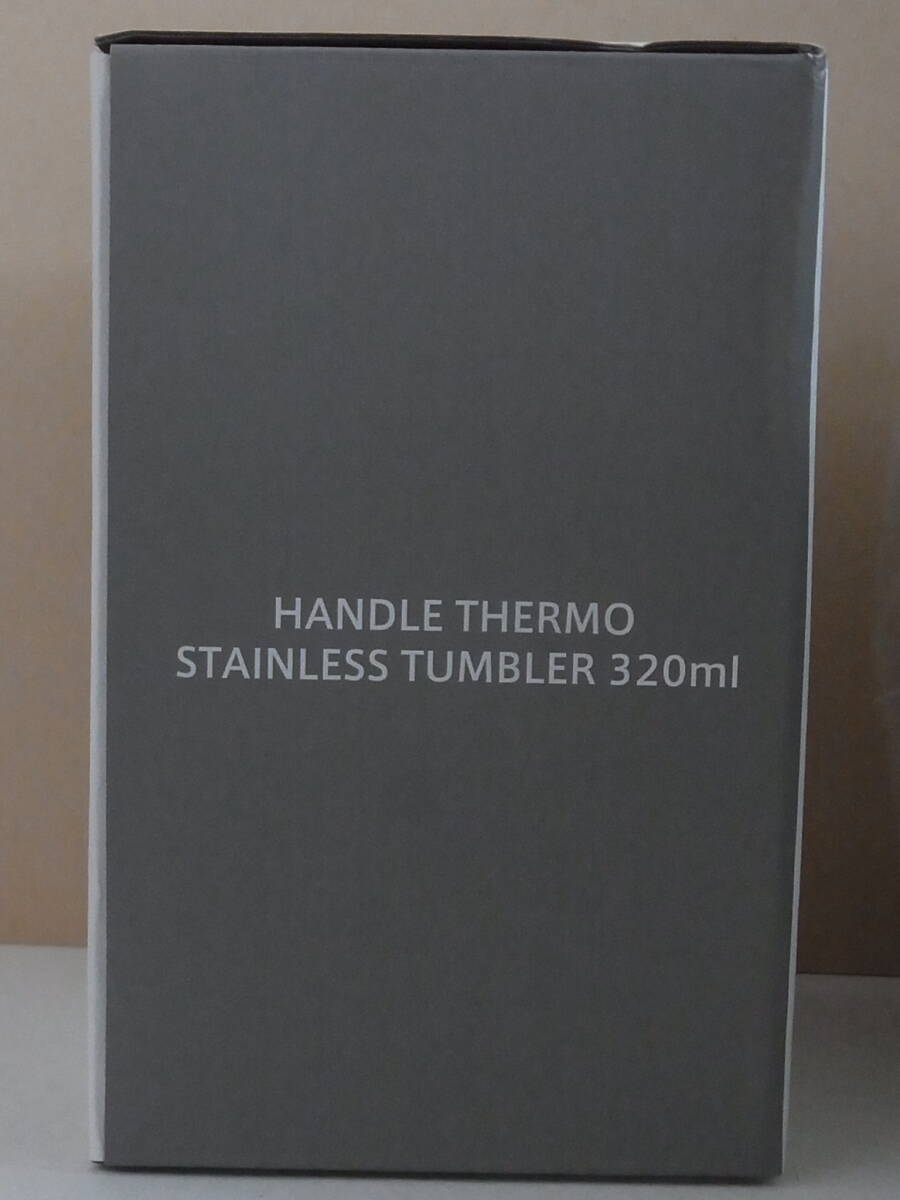 HANDLE THERMO
STAINLESS TUMBLER 320ml